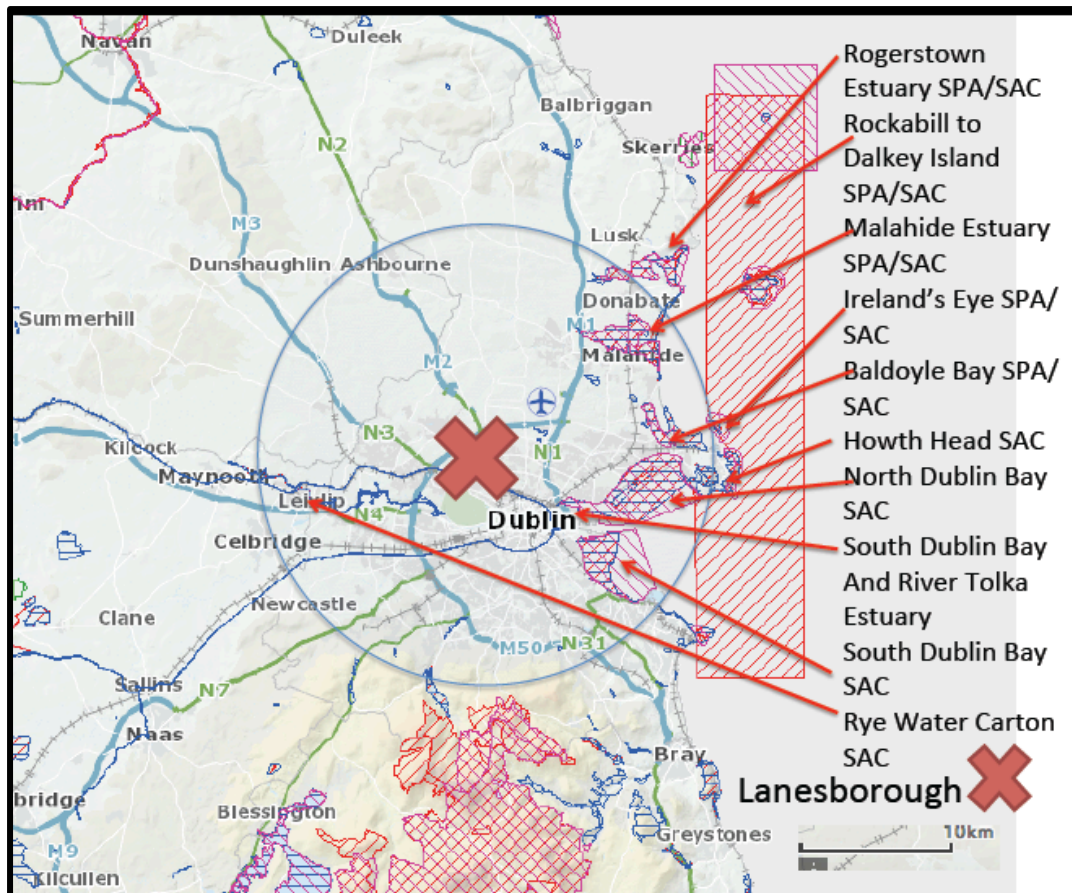 Navan
Duleek
Balbriggan
N2
Skerries
M3
Lusk
Dunshaughlin
Ashbourne
Donabate
Summerhill
M1
Malahide
M2
N3
N1
Kilcock
Maynooth
Leixlip
N4
Dublin
Celbridge
Newcastle
Clane
M50
N31
Sallins
N7
Naas
Bray
bridge
Blessington
Greystones
M9
Kilcullen
Rogerstown
Estuary SPA/SAC
Rockabill to
Dalkey Island
SPA/SAC
Malahide Estuary
SPA/SAC
Ireland's Eye SPA/
SAC
Baldoyle Bay SPA/
SAC
Howth Head SAC
North Dublin Bay
SAC
South Dublin Bay
And River Tolka
Estuary
South Dublin Bay
SAC
Rye Water Carton
SAC
Lanesborough
10km